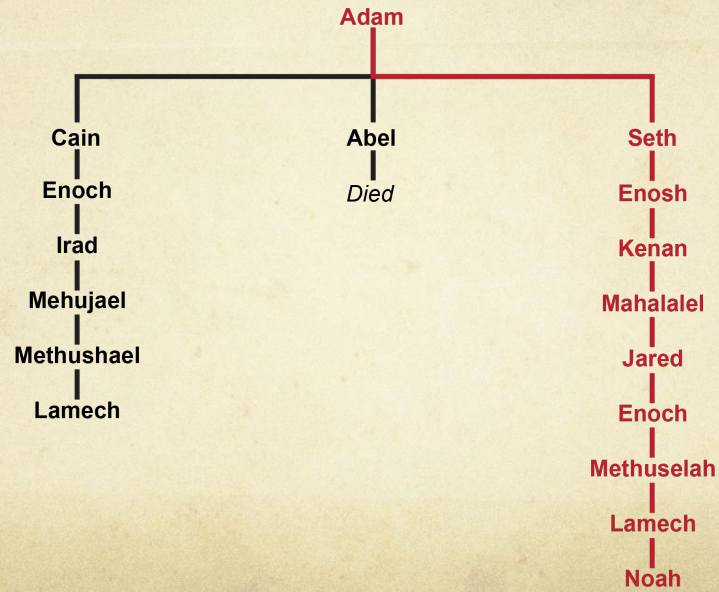 Adam
Cain
Enoch
Irad
Mehujael
Methushael
Lamech
Abel
Died
Seth
Enosh
Kenan
Mahalalel
Jared
Enoch
Methuselah
Lamech
Noah